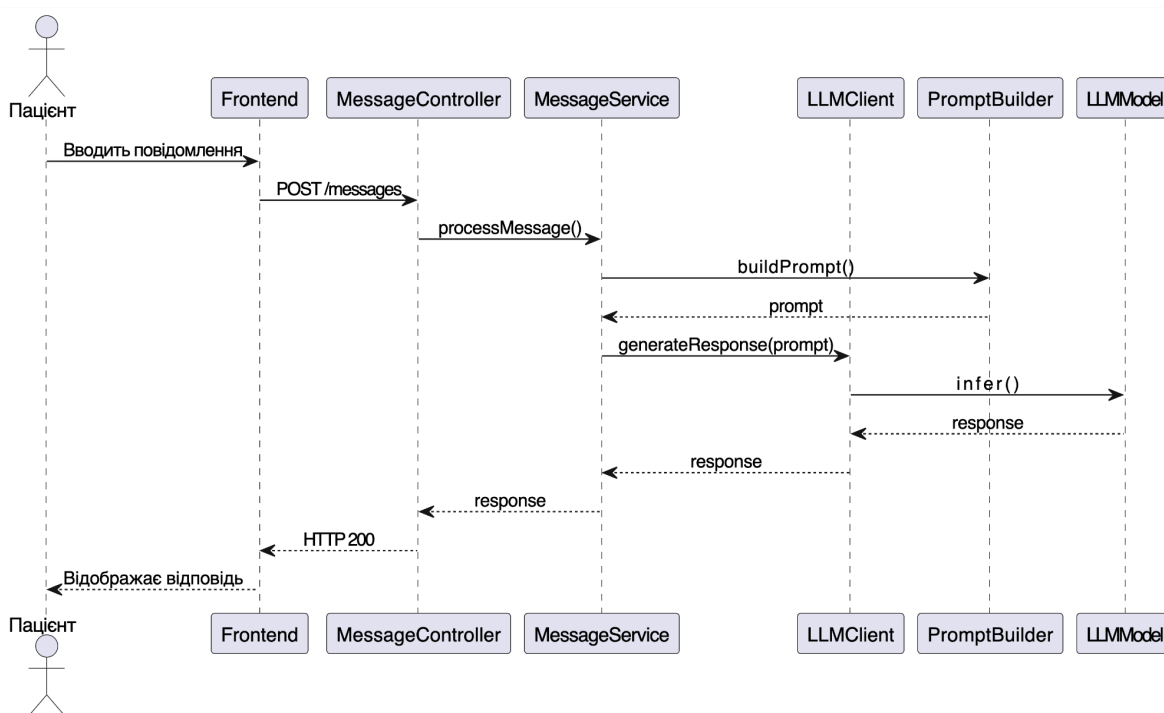 Пацієнт
Frontend
MessageController
MessageService
LLMClient
PromptBuilder
LLMModel
Вводить повідомлення
POST /messages
processMessage()
buildPrompt()
prompt
generateResponse(prompt)
infer()
response
response
response
HTTP 200
Відображає відповідь
Пацієнт
Frontend
MessageController
MessageService
LLMClient
PromptBuilder
LLMModel